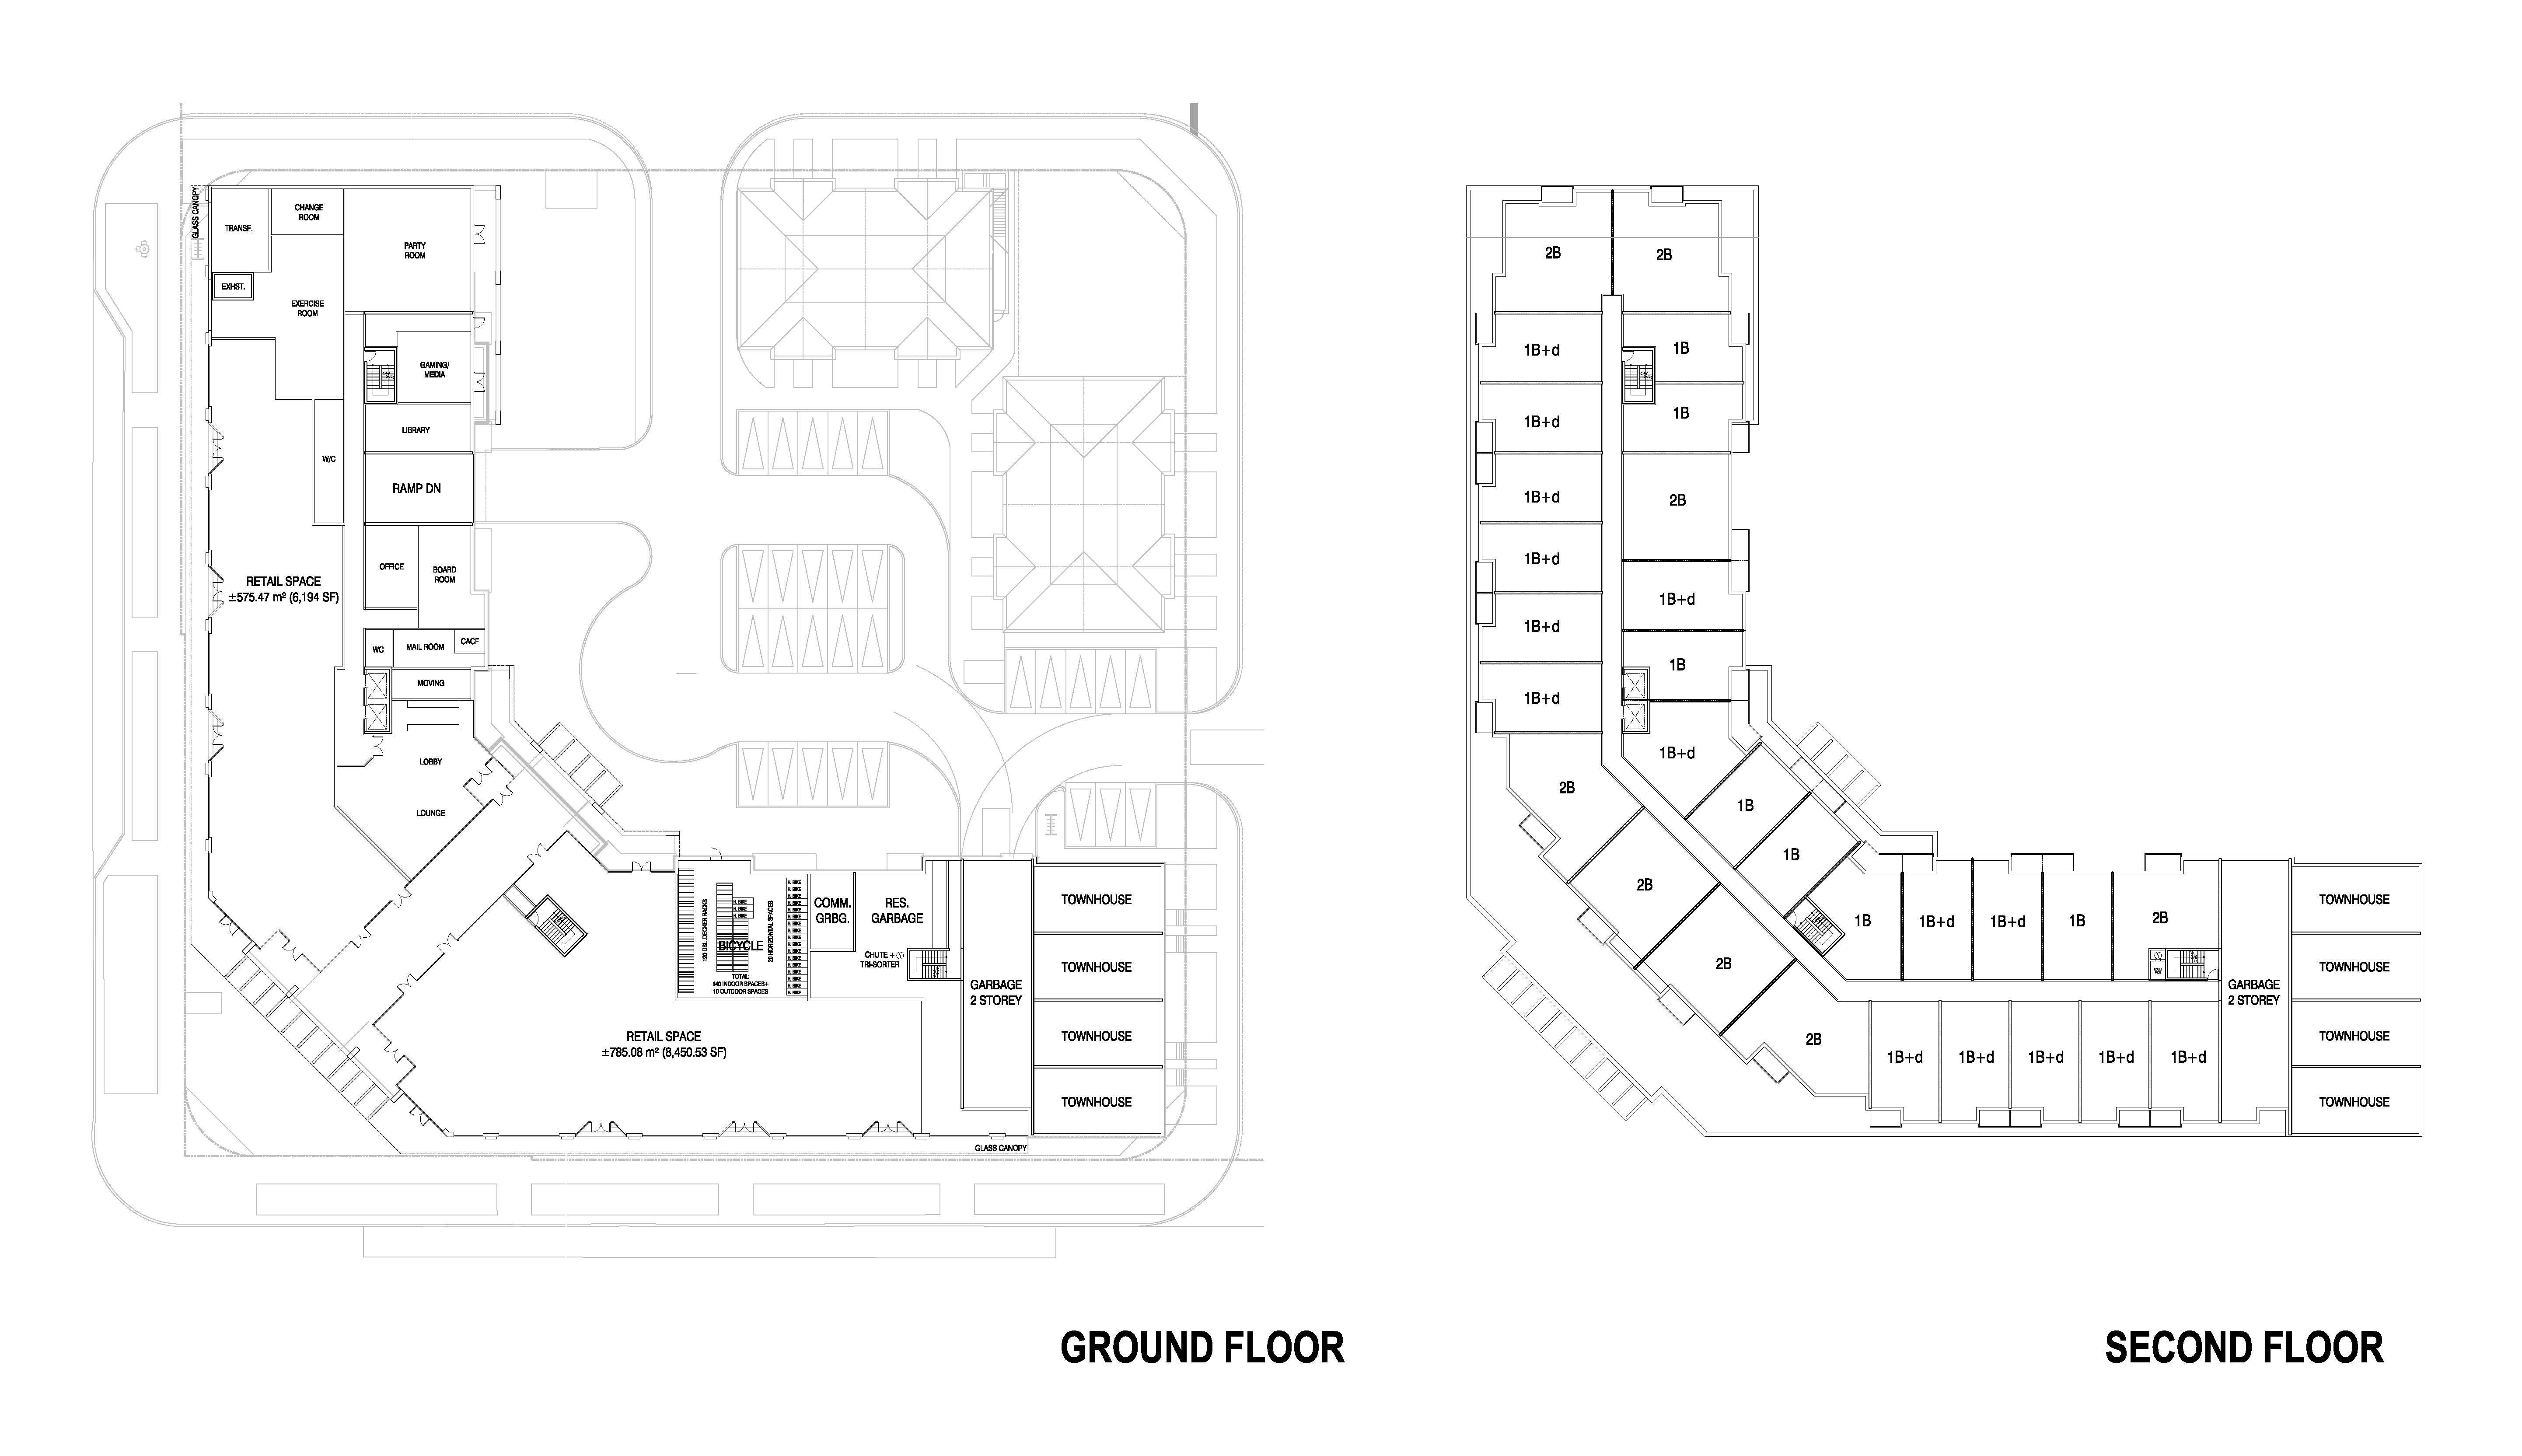 GLASS CANOPY
TRANSF.
CHANGE
ROOM
PARTY
ROOM
EXHST.
EXERCISE
ROOM
GAMING/
MEDIA
LIBRARY
W/C
RAMP DN
OFFICE
BOARD
ROOM
RETAIL SPACE
±575.47 m² (6,194 SF)
WC
MAIL ROOM
CACF
MOVING
LOBBY
LOUNGE
120 DBL. DECKER RACKS
BICYCLE
20 HORIZONTAL SPACES
TOTAL:
140 INDOOR SPACES+
10 OUTDOOR SPACES
COMM.
GRBG.
RES.
GARBAGE
CHUTE +
TRI-SORTER
GARBAGE
2 STOREY
TOWNHOUSE
TOWNHOUSE
TOWNHOUSE
TOWNHOUSE
RETAIL SPACE
±785.08 m² (8,450.53 SF)
GLASS CANOPY
GROUND FLOOR
2B
2B
1B+d
1B
1B+d
1B
1B+d
2B
1B+d
1B+d
1B+d
1B
1B+d
1B+d
2B
1B
1B
2B
2B
2B
1B
1B+d
1B+d
1B
2B
1B+d
1B+d
1B+d
1B+d
1B+d
GARBAGE
2 STOREY
TOWNHOUSE
TOWNHOUSE
TOWNHOUSE
TOWNHOUSE
SECOND FLOOR